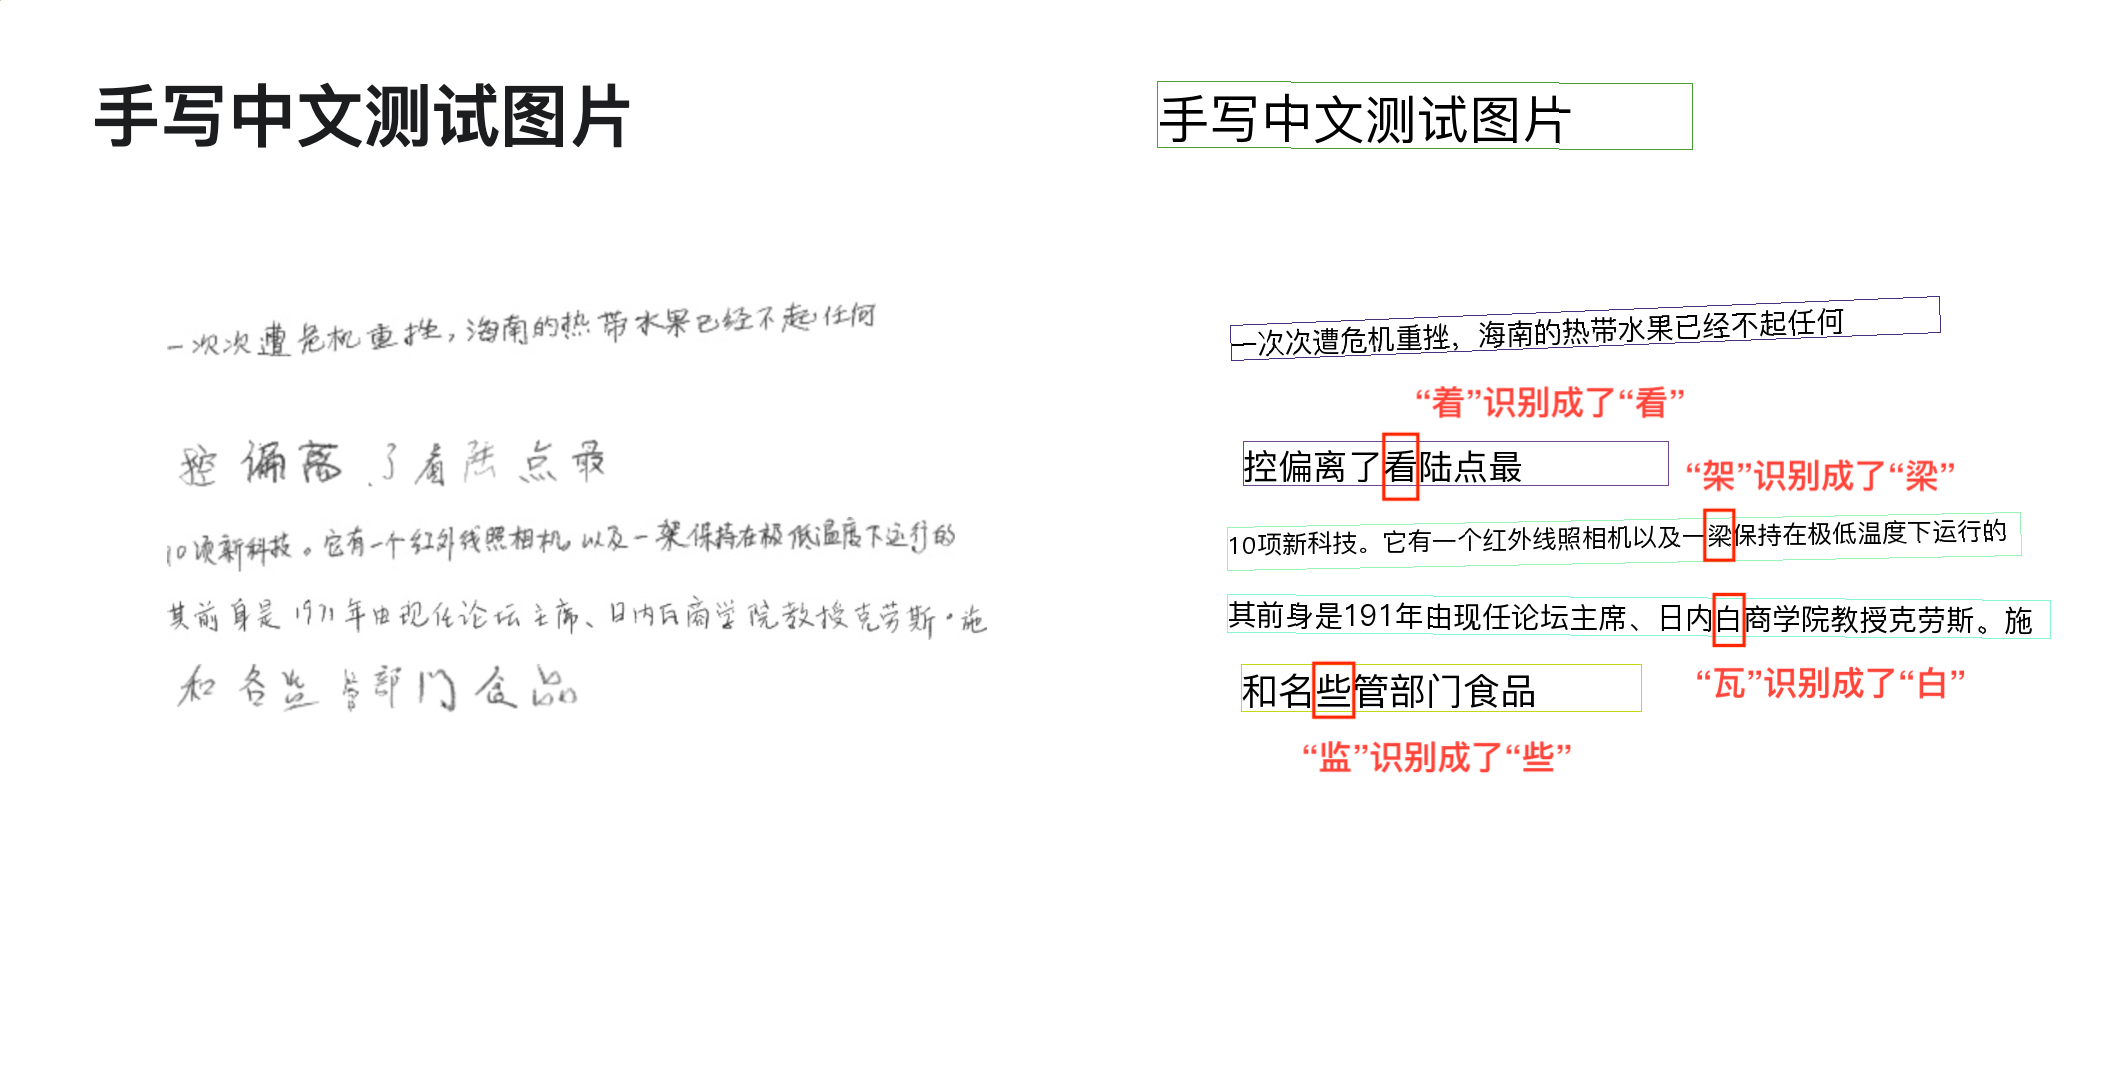 手写中文测试图片
一次次遭危机重挫,海南的热带水果已经不起任何
控偏离了着陆点最
10项新科技。它有一个红外线照相机,以及一架保持在极低温度下运行的
其前身是1971年由现任论坛主席、日内瓦商学院教授克劳斯·施
和各监管部门食品
手写中文测试图片
一次次遭危机重挫，海南的热带水果已经不起任何
“着”识别成了“看”
控偏离了看陆点最
“架”识别成了“梁”
10项新科技。它有一个红外线照相机以及一梁保持在极低温度下运行的
其前身是191年由现任论坛主席、日内白商学院教授克劳斯。施
“瓦”识别成了“白”
和名些管部门食品
“监”识别成了“些”